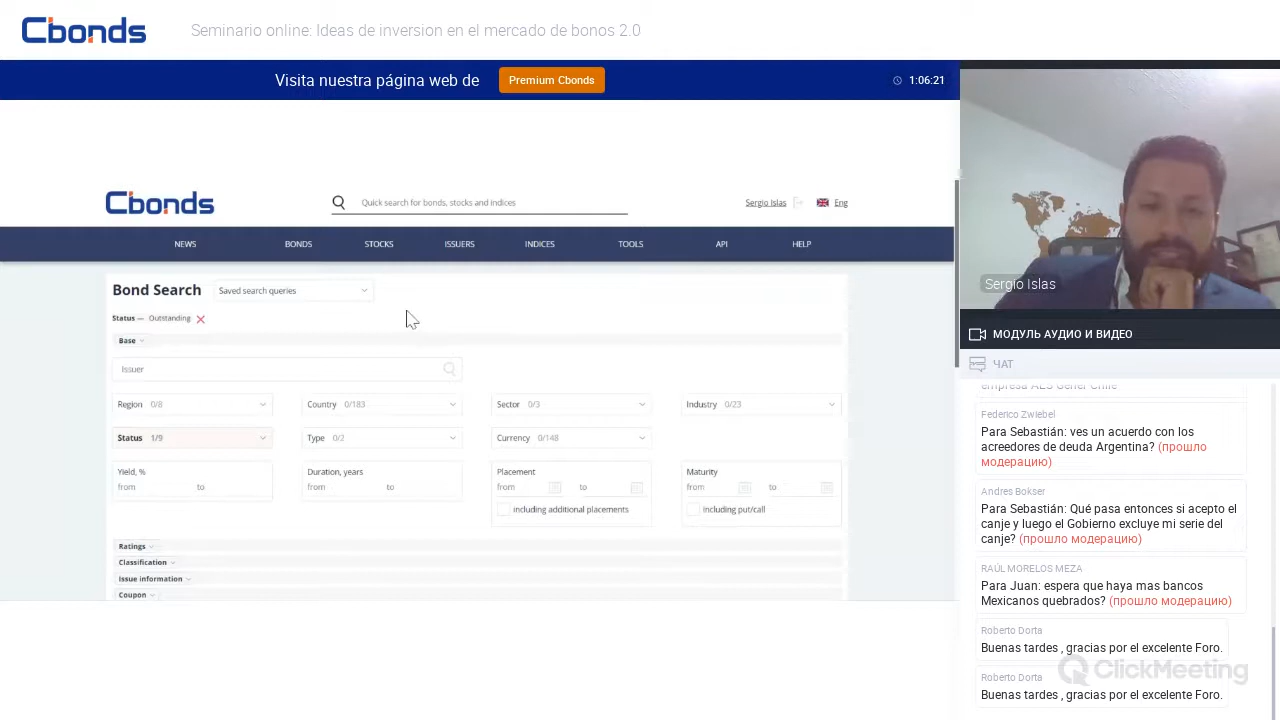 Cbonds
Seminario online: Ideas de inversion en el mercado de bonos 2.0
Visita nuestra página web de
Premium Cbonds
1:06:21
Cbonds
Quick search for bonds, stocks and indices
Sergio Islas
Eng
NEWS
BONDS
STOCKS
ISSUERS
INDICES
TOOLS
API
HELP
Bond Search
Saved search queries
Status — Outstanding
Base
Issuer
Region 0/8
Country 0/183
Sector 0/3
Industry 0/23
Status 1/9
Type 0/2
Currency 0/148
Yield, %
from to
Duration, years
from to
Placement
from to
including additional placements
Maturity
from to
including put/call
Ratings
Classification
Issue information
Coupon
Sergio Islas
МОДУЛЬ АУДИО И ВИДЕО
ЧАТ
empresa AES Gener Chile
Federico Zwiebel
Para Sebastián: ves un acuerdo con los
acreedores de deuda Argentina? (прошло
модерацию)
Andres Bokser
Para Sebastián: Qué pasa entonces si acepto el
canje y luego el Gobierno excluye mi serie del
canje? (прошло модерацию)
RAÚL MORELOS MEZA
Para Juan: espera que haya mas bancos
Mexicanos quebrados? (прошло модерацию)
Roberto Dorta
Buenas tardes , gracias por el excelente Foro.
Roberto Dorta
Buenas tardes , gracias por el excelente Foro.
ClickMeeting